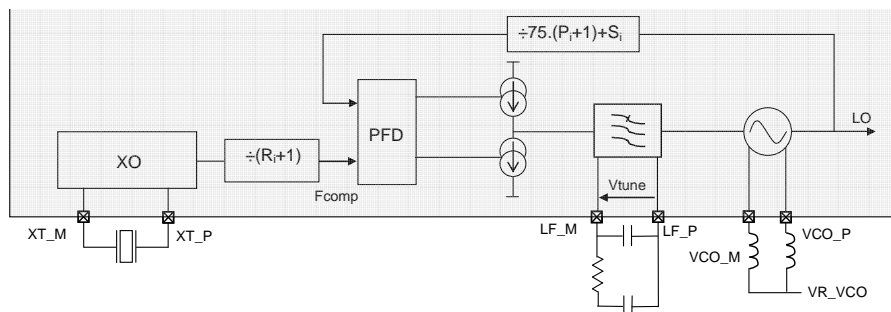 ÷75.(Pᵢ+1)+Sᵢ
LO
PFD
XO
÷(Rᵢ+1)
Vtune
Fcomp
XT_M
XT_P
LF_M
LF_P
VCO_M
VCO_P
VR_VCO